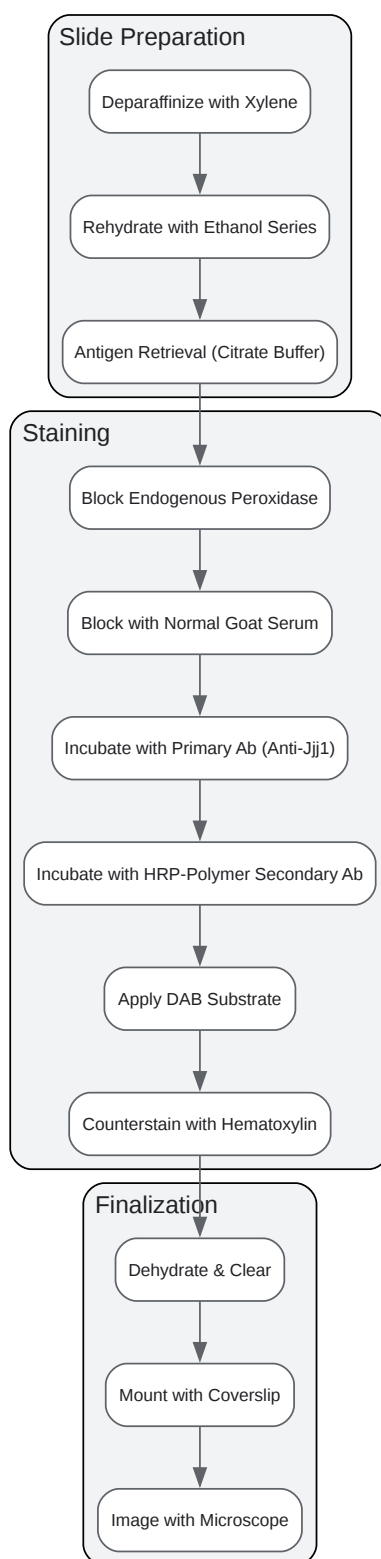 Slide Preparation
Deparaffinize with Xylene
Rehydrate with Ethanol Series
Antigen Retrieval (Citrate Buffer)
Staining
Block Endogenous Peroxidase
Block with Normal Goat Serum
Incubate with Primary Ab (Anti-Jjj1)
Incubate with HRP-Polymer Secondary Ab
Apply DAB Substrate
Counterstain with Hematoxylin
Finalization
Dehydrate & Clear
Mount with Coverslip
Image with Microscope